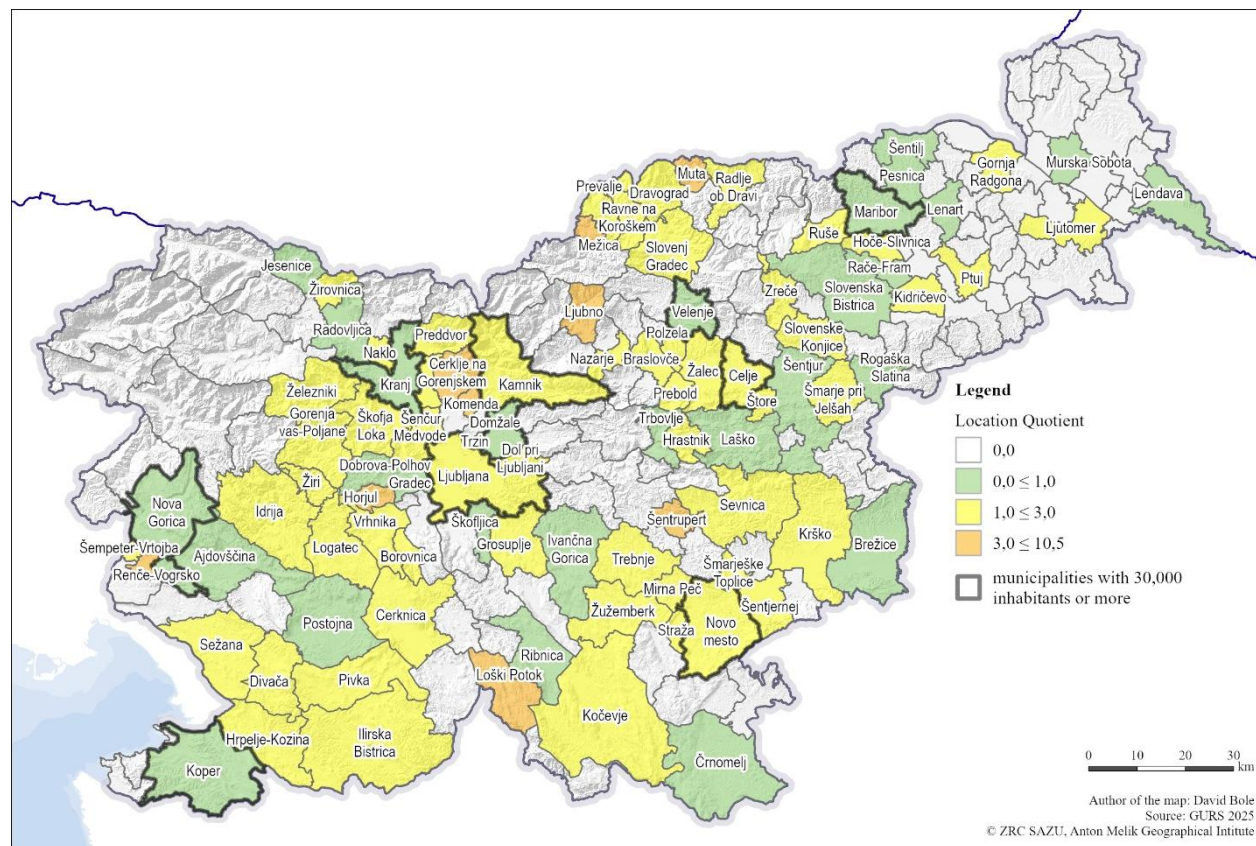 Šentilj
Pesnica
Gornja
Radgona
Murska Sobota
Lendava
Muta
Radlje
ob Dravi
Prevalje
Dravograd
Ravne na
Koroškem
Mežica
Slovenj
Gradec
Maribor
Lenart
Ruše
Hoče-Slivnica
Ljutomer
Rače-Fram
Ptuj
Slovenska
Bistrica
Kidričevo
Zreče
Jesenice
Žirovnica
Radovljica
Ljubno
Velenje
Polzela
Slovenske
Konjice
Preddvor
Naklo
Cerklje na
Gorenjskem
Kamnik
Nazarje
Braslovče
Žalec
Celje
Šentjur
Rogaška
Slatina
Kranj
Železniki
Komenda
Prebold
Štore
Šmarje pri
Jelšah
Gorenja
vas-Poljane
Škofja
Loka
Šenčur
Medvode
Domžale
Trzin
Dol pri
Ljubljani
Trbovlje
Hrastnik
Laško
Dobrova-Polhov
Gradec
Ljubljana
Žiri
Horjul
Nova
Gorica
Idrija
Vrhnika
Šentrupert
Sevnica
Škofljica
Krško
Šempeter-Vrtojba
Ajdovščina
Logatec
Borovnica
Grosuplje
Ivančna
Gorica
Brežice
Renče-Vogrsko
Trebnje
Šmarješke
Toplice
Mirna Peč
Šentjernej
Žužemberk
Postojna
Cerknica
Straža
Novo
mesto
Sežana
Ribnica
Loški Potok
Divača
Pivka
Kočevje
Hrpelje-Kozina
Ilirska
Bistrica
Koper
Črnomelj
Legend
Location Quotient
0,0
0,0 ≤ 1,0
1,0 ≤ 3,0
3,0 ≤ 10,5
municipalities with 30,000
inhabitants or more
0 10 20 30
km
Author of the map: David Bole
Source: GURS 2025
© ZRC SAZU, Anton Melik Geographical Intitute